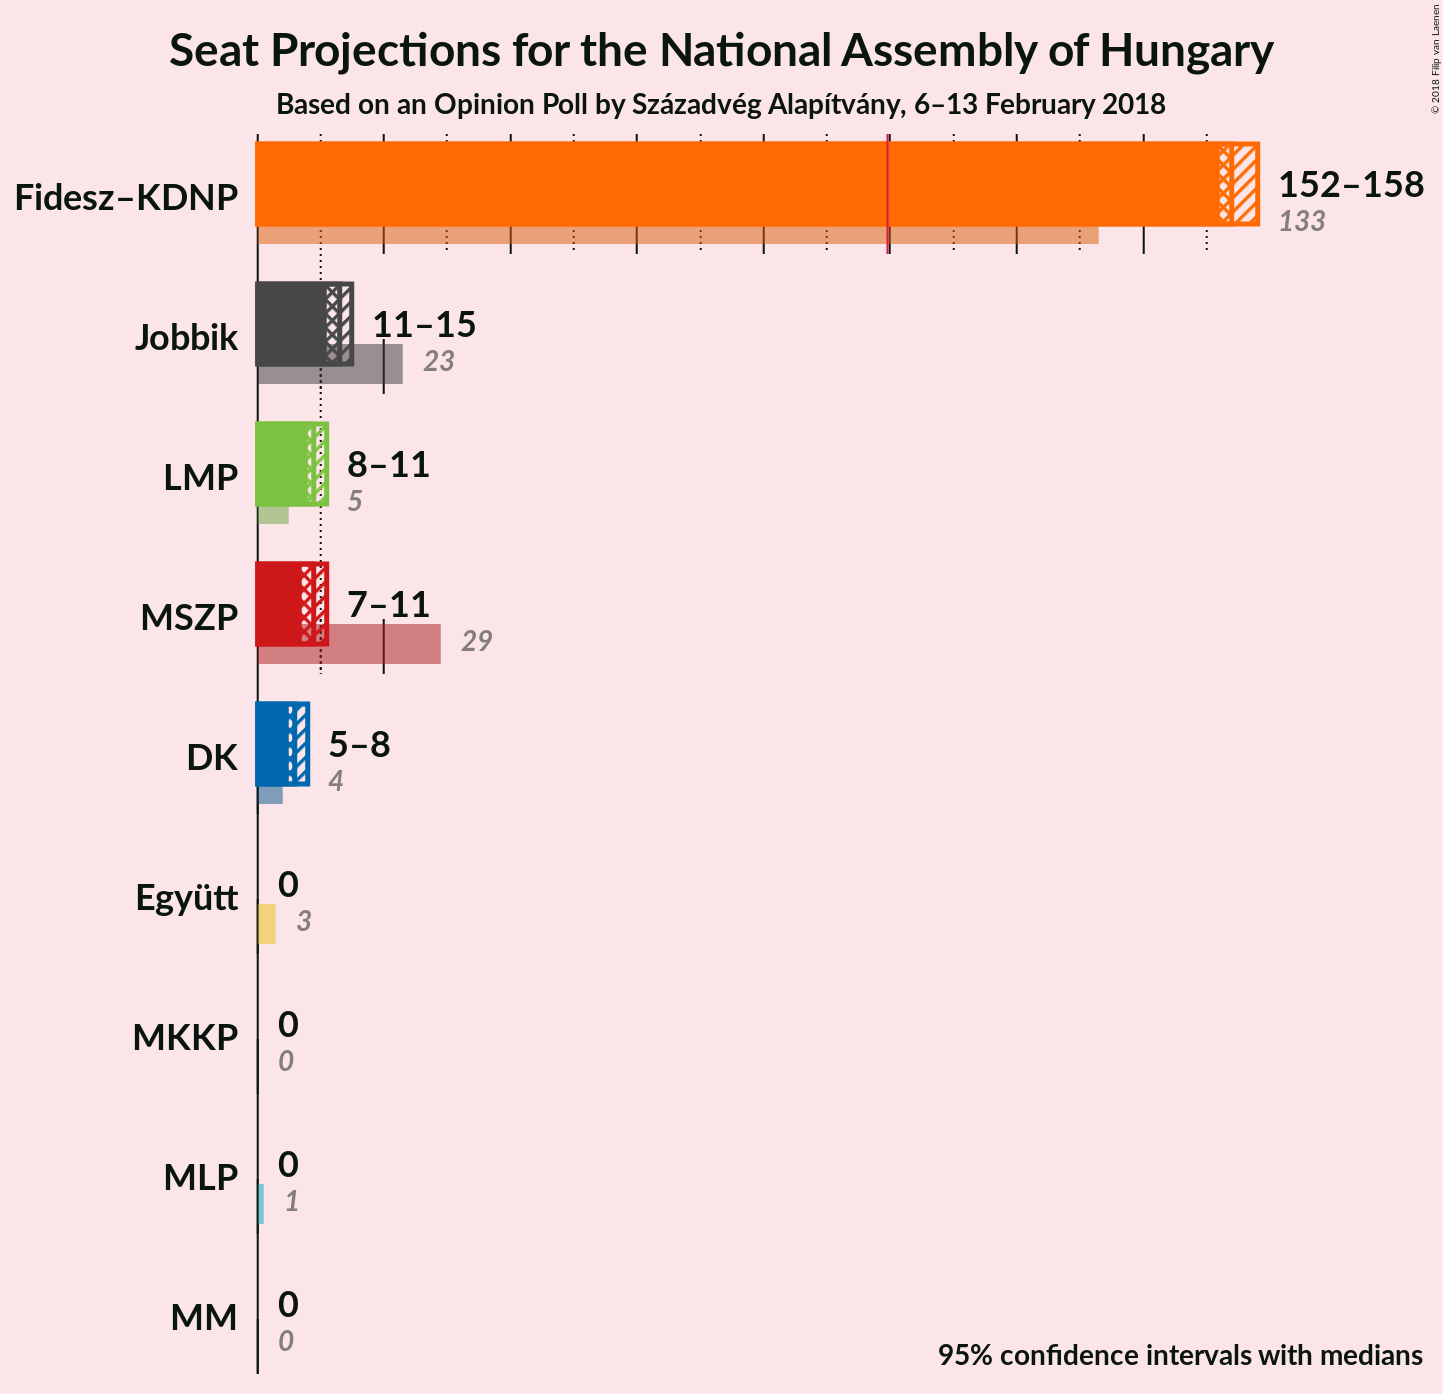 Seat Projections for the National Assembly of Hungary
Based on an Opinion Poll by Századvég Alapítvány, 6–13 February 2018
© 2018 Filip van Laenen
Fidesz–KDNP
152–158
133
Jobbik
11–15
23
LMP
8–11
5
MSZP
7–11
29
DK
5–8
4
Együtt
0
3
MKKP
0
0
MLP
0
1
MM
0
0
95% confidence intervals with medians